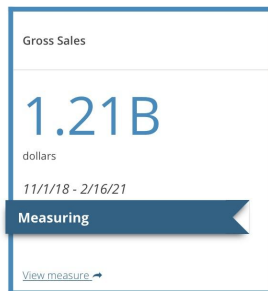 Gross Sales
1.21B
dollars
11/1/18 - 2/16/21
Measuring
View measure